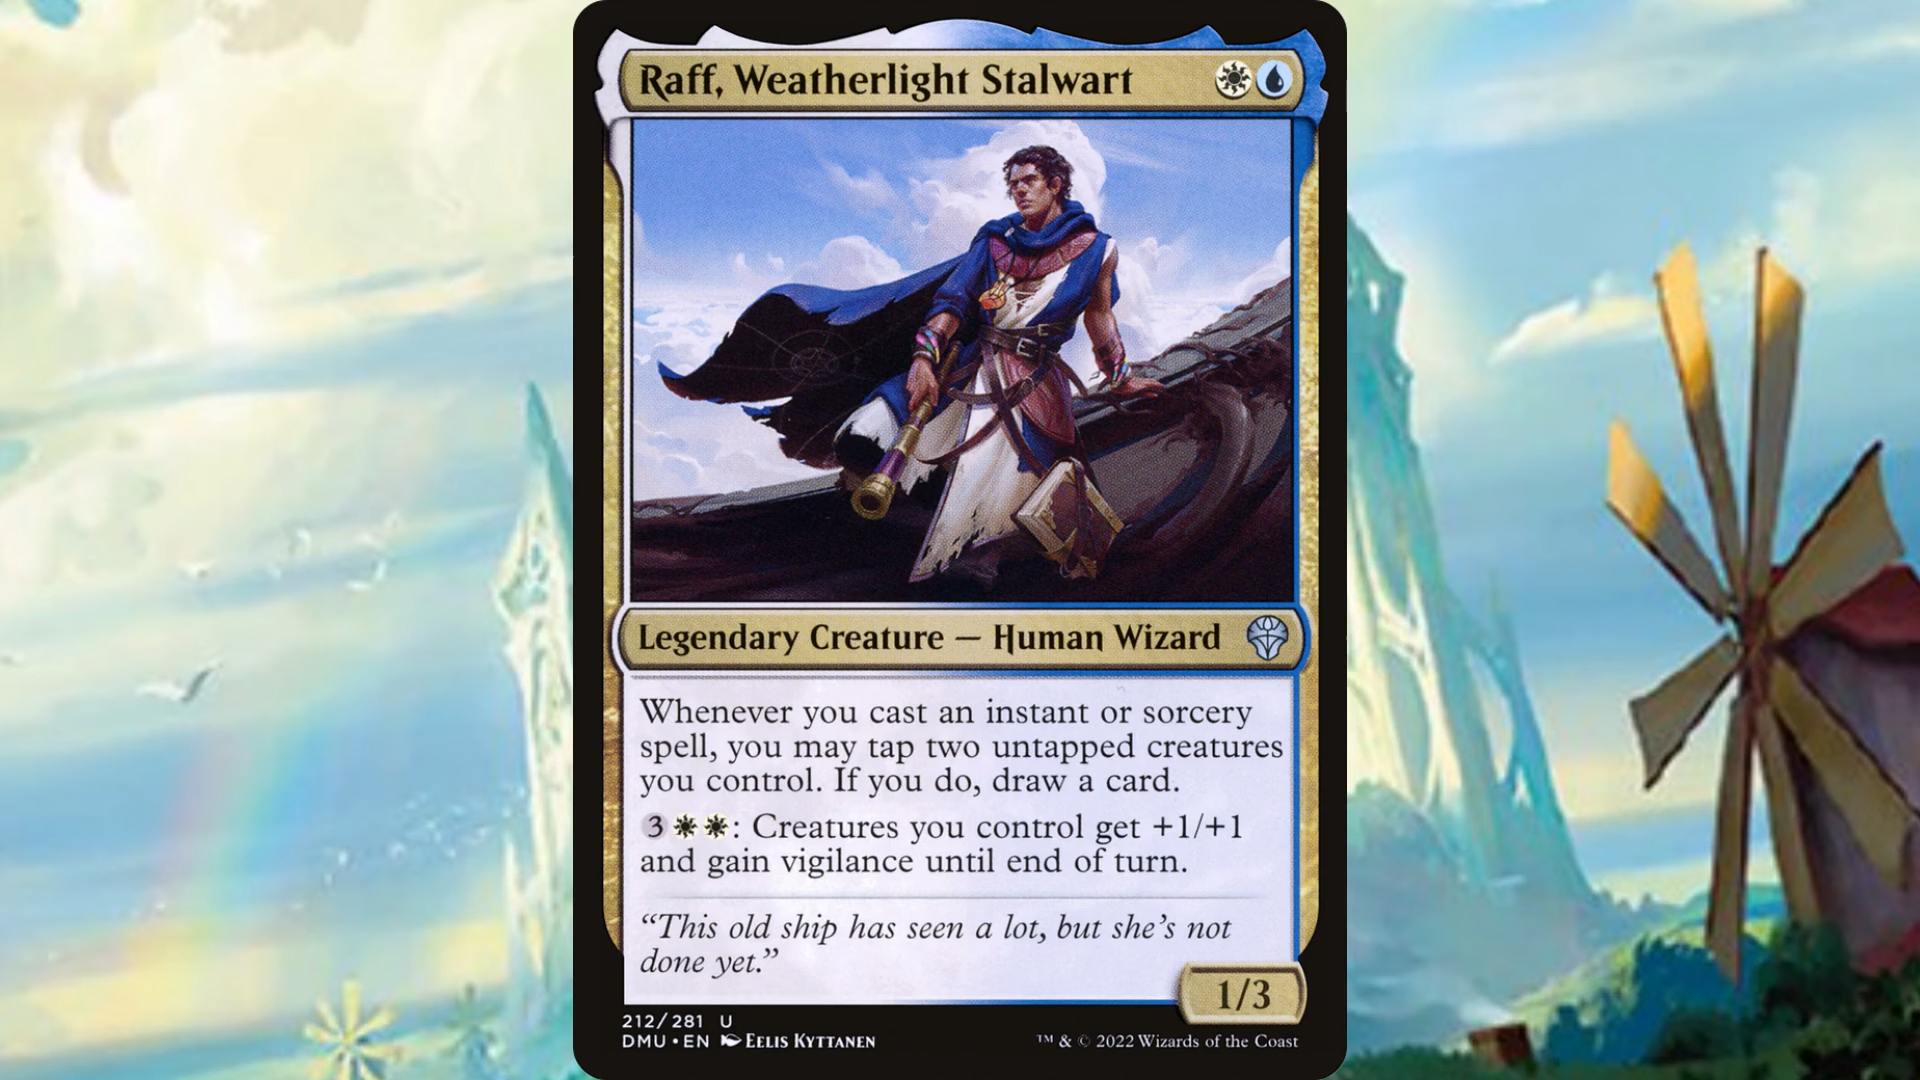 Raff, Weatherlight Stalwart
Legendary Creature — Human Wizard
Whenever you cast an instant or sorcery
spell, you may tap two untapped creatures
you control. If you do, draw a card.
3: Creatures you control get +1/+1
and gain vigilance until end of turn.
“This old ship has seen a lot, but she’s not
done yet.”
1/3
212/281 U
DMU • EN Eelis Kyttanen
™ & © 2022 Wizards of the Coast